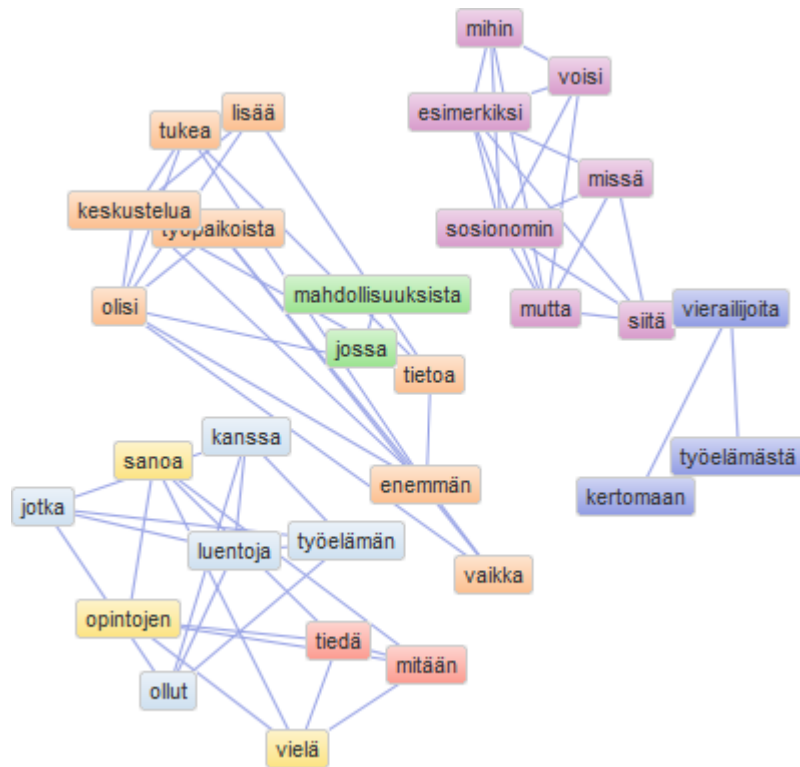 mihin
voisi
lisää
esimerkiksi
tukea
missä
keskustelua
työpaikoista
sosionomin
mahdollisuuksista
olisi
mutta
siitä
vierailijoita
jossa
tietoa
kanssa
sanoa
työelämästä
enemmän
kertomaan
jotka
työelämän
luentoja
vaikka
opintojen
tiedä
mitään
ollut
vielä